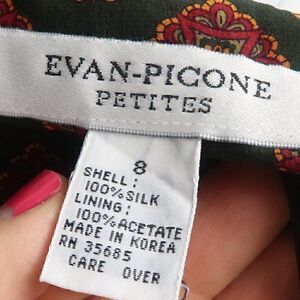 EVAN-PICONE
PETITES
8
SHELL:
100%SILK
LINING:
100%ACETATE
MADE IN KOREA
RN 35685
CARE OVER